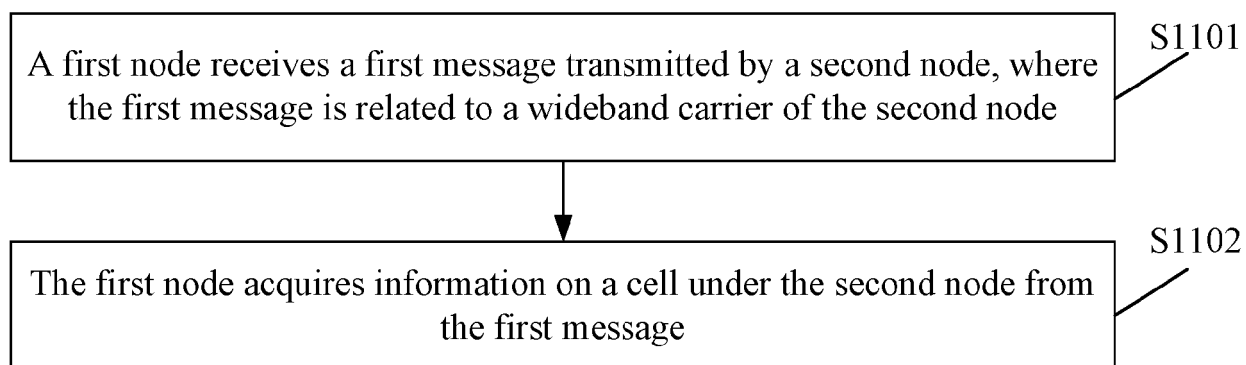 S1101
A first node receives a first message transmitted by a second node, where
the first message is related to a wideband carrier of the second node
S1102
The first node acquires information on a cell under the second node from
the first message